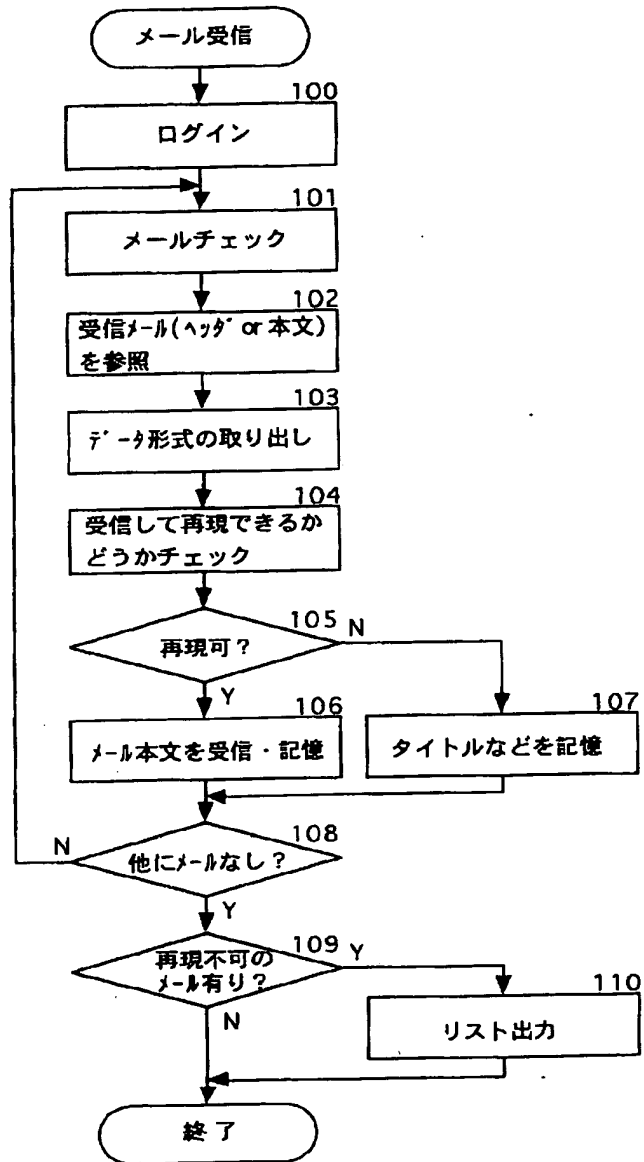 メール受信
100
ログイン
101
メールチェック
102
受信ﾒｰﾙ(ﾍｯﾀﾞ or 本文)
を参照
103
ﾃﾞｰﾀ形式の取り出し
104
受信して再現できるか
どうかチェック
105
再現可?
N
Y
106
ﾒｰﾙ本文を受信・記憶
107
タイトルなどを記憶
108
他にﾒｰﾙなし?
N
Y
109
再現不可の
ﾒｰﾙ有り?
Y
N
110
リスト出力
終了